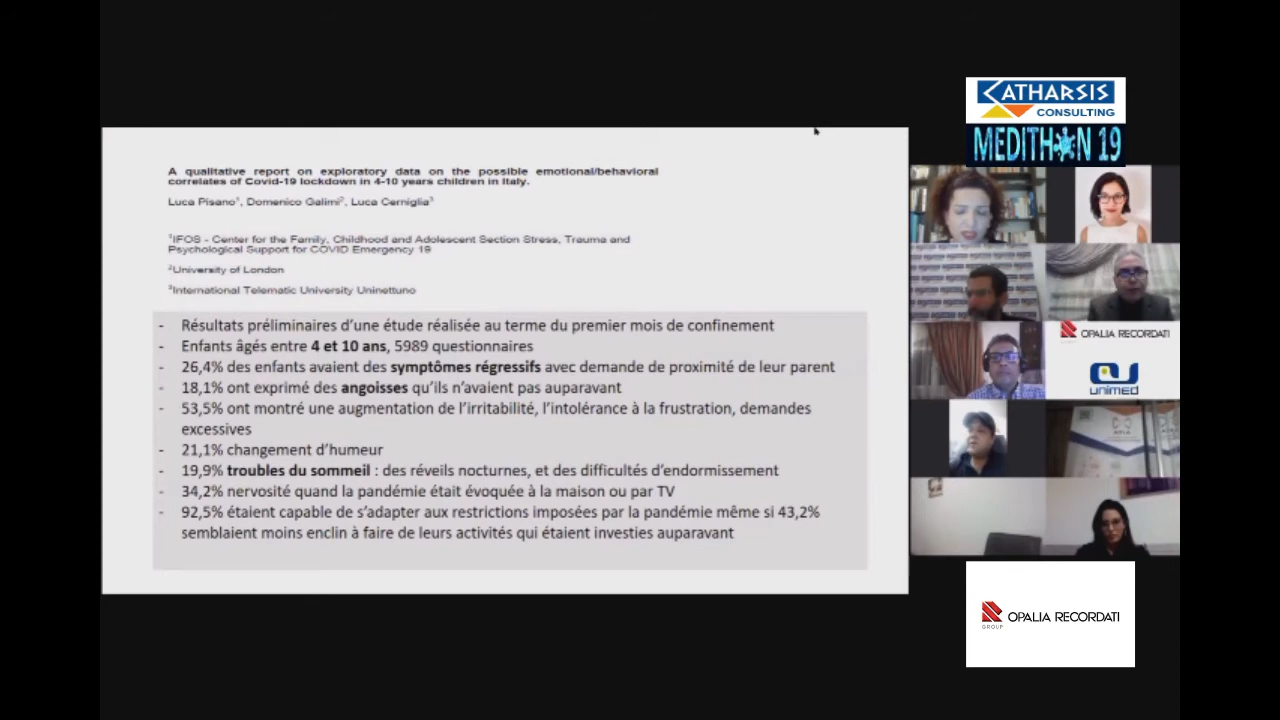 A qualitative report on exploratory data on the possible emotional/behavioral
correlates of Covid-19 lockdown in 4-10 years children in Italy.
Luca Pisano¹, Domenico Galimi², Luca Cerniglia³
¹IFOS - Center for the Family, Childhood and Adolescent Section Stress, Trauma and
Psychological Support for COVID Emergency 19
²University of London
³International Telematic University Uninettuno
- Résultats préliminaires d'une étude réalisée au terme du premier mois de confinement
- Enfants âgés entre 4 et 10 ans, 5989 questionnaires
- 26,4% des enfants avaient des symptômes régressifs avec demande de proximité de leur parent
- 18,1% ont exprimé des angoisses qu'ils n'avaient pas auparavant
- 53,5% ont montré une augmentation de l'irritabilité, l'intolérance à la frustration, demandes
excessives
- 21,1% changement d'humeur
- 19,9% troubles du sommeil : des réveils nocturnes, et des difficultés d'endormissement
- 34,2% nervosité quand la pandémie était évoquée à la maison ou par TV
- 92,5% étaient capable de s'adapter aux restrictions imposées par la pandémie même si 43,2%
semblaient moins enclin à faire de leurs activités qui étaient investies auparavant
CATHARSIS
CONSULTING
MEDITHON 19
OPALIA RECORDATI
unimed
OPALIA RECORDATI
GROUP